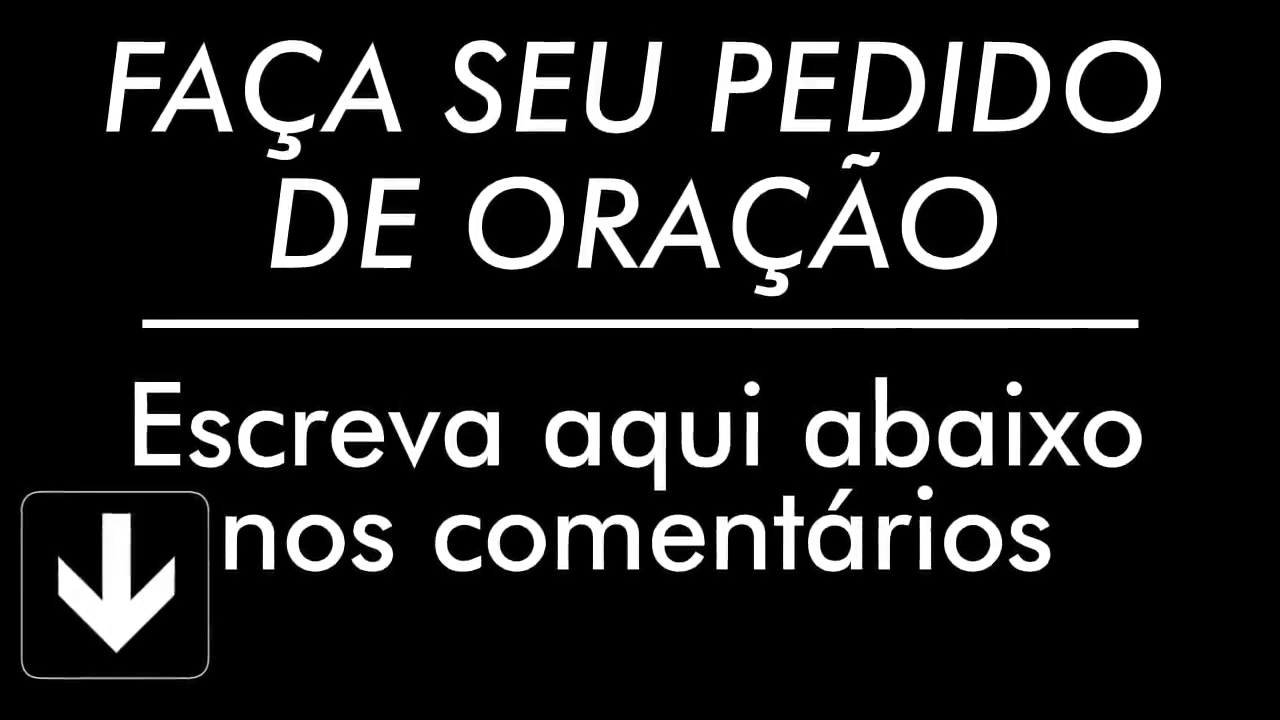 FAÇA SEU PEDIDO
DE ORAÇÃO
Escreva aqui abaixo
nos comentários